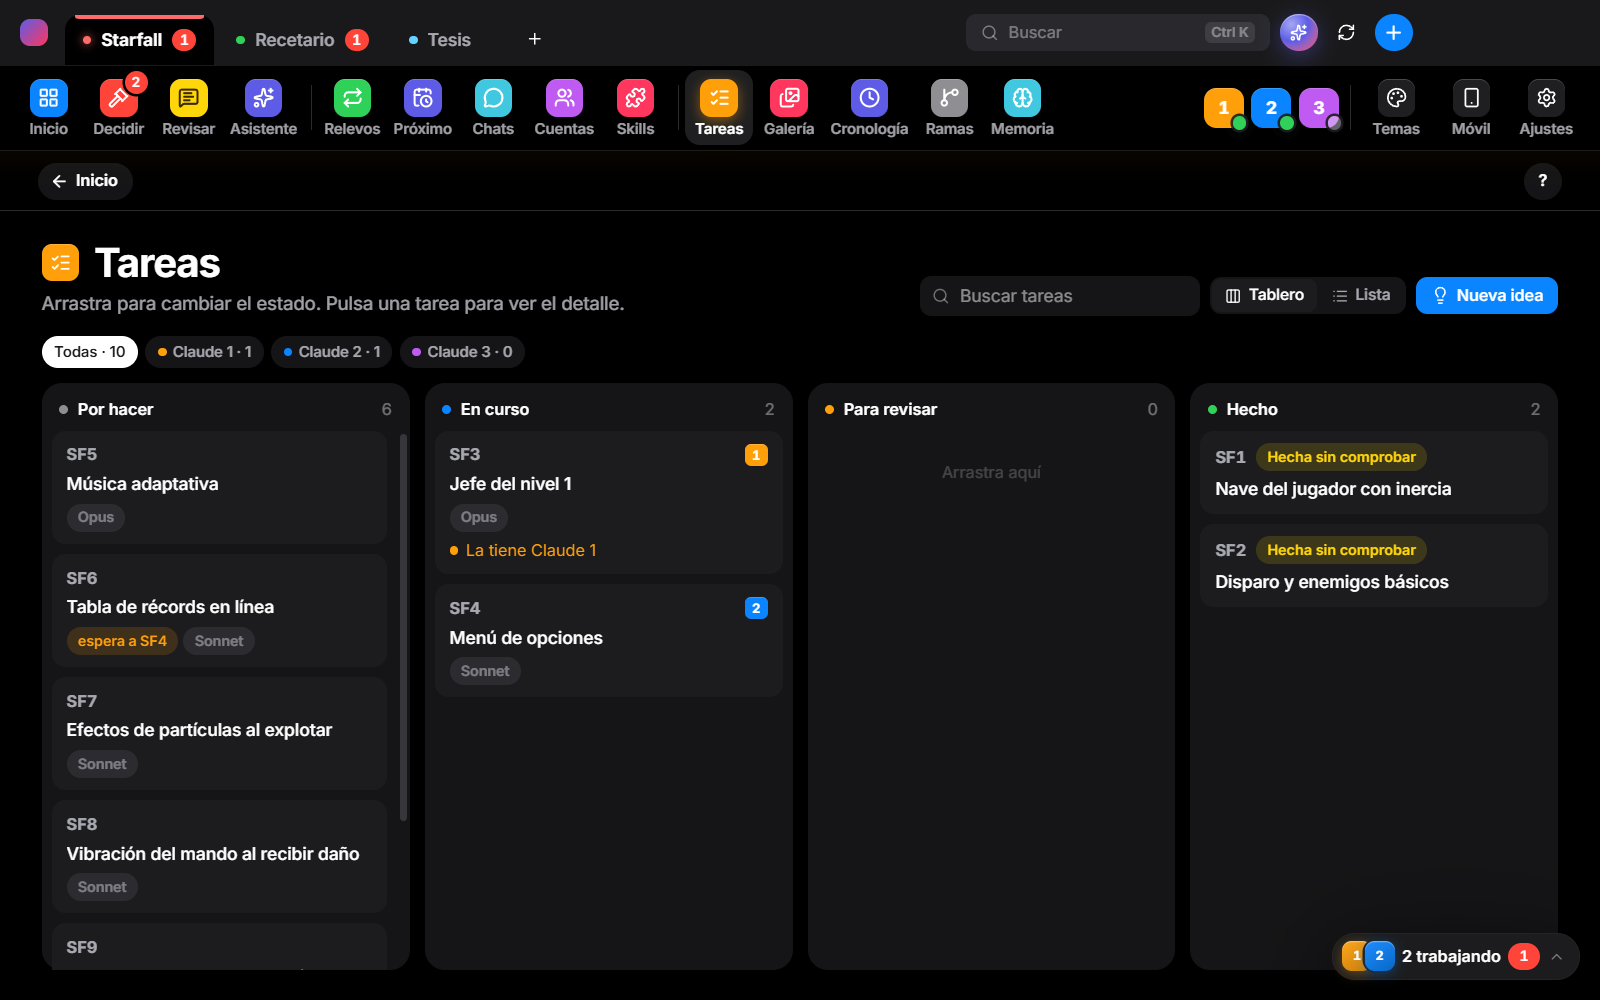 Starfall 1
Recetario 1
Tesis
+
Buscar
Ctrl K
Inicio
2
Decidir
Revisar
Asistente
Relevos
Próximo
Chats
Cuentas
Skills
Tareas
Galería
Cronología
Ramas
Memoria
1
2
3
Temas
Móvil
Ajustes
Inicio
?
Tareas
Arrastra para cambiar el estado. Pulsa una tarea para ver el detalle.
Buscar tareas
Tablero
Lista
Nueva idea
Todas · 10
Claude 1 · 1
Claude 2 · 1
Claude 3 · 0
Por hacer 6
SF5
Música adaptativa
Opus
SF6
Tabla de récords en línea
espera a SF4 Sonnet
SF7
Efectos de partículas al explotar
Sonnet
SF8
Vibración del mando al recibir daño
Sonnet
SF9
En curso 2
SF3 1
Jefe del nivel 1
Opus
La tiene Claude 1
SF4 2
Menú de opciones
Sonnet
Para revisar 0
Arrastra aquí
Hecho 2
SF1 Hecha sin comprobar
Nave del jugador con inercia
SF2 Hecha sin comprobar
Disparo y enemigos básicos
1 2 2 trabajando 1